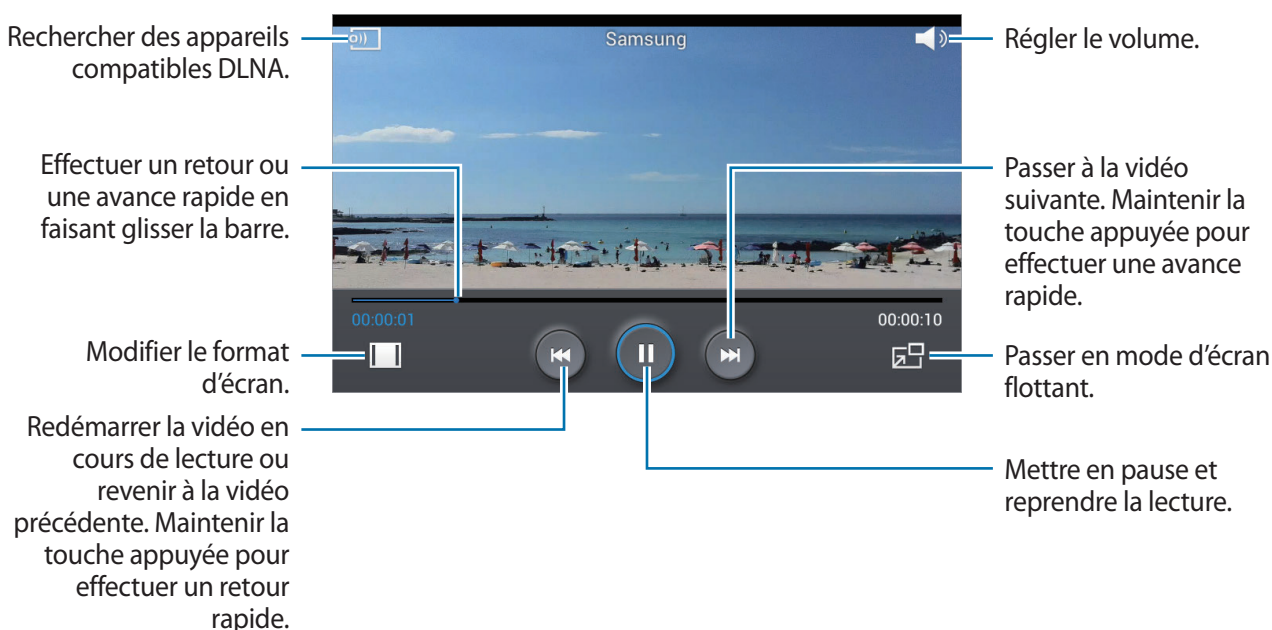 Rechercher des appareils
compatibles DLNA.
Samsung
Régler le volume.
Effectuer un retour ou
une avance rapide en
faisant glisser la barre.
Passer à la vidéo
suivante. Maintenir la
touche appuyée pour
effectuer une avance
rapide.
00:00:01
00:00:10
Modifier le format
d’écran.
Passer en mode d’écran
flottant.
Redémarrer la vidéo en
cours de lecture ou
revenir à la vidéo
précédente. Maintenir la
touche appuyée pour
effectuer un retour
rapide.
Mettre en pause et
reprendre la lecture.